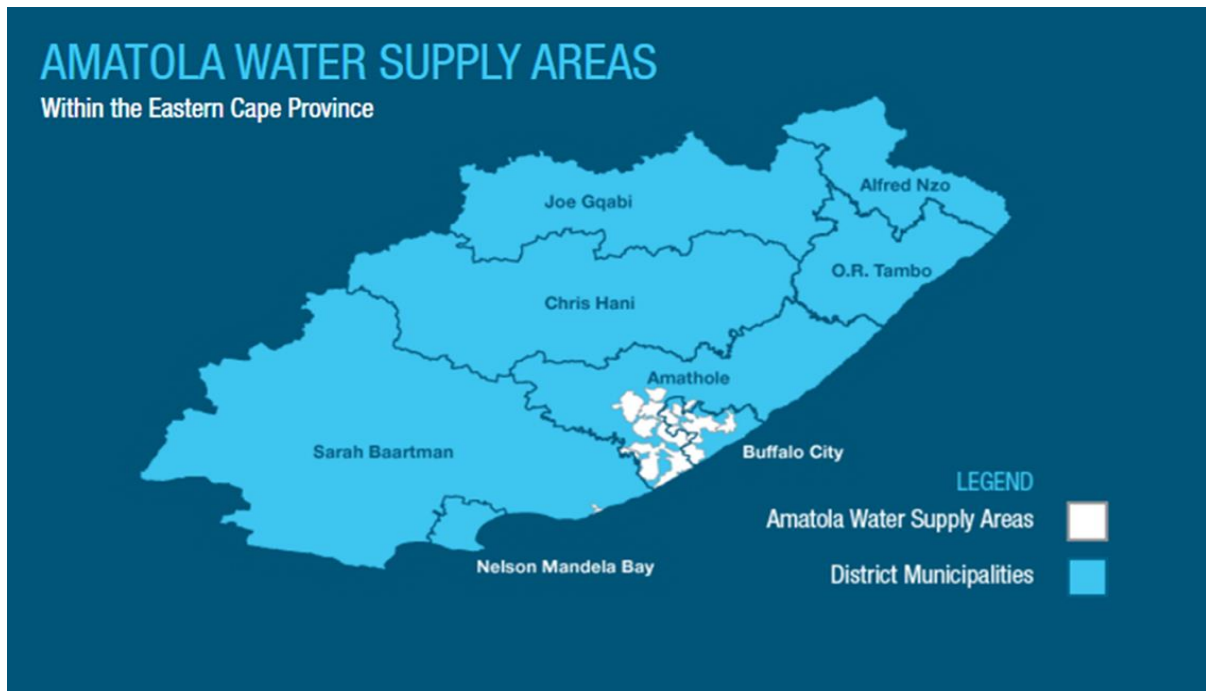 AMATOLA WATER SUPPLY AREAS
Within the Eastern Cape Province
Alfred Nzo
Joe Gqabi
O.R. Tambo
Chris Hani
Amathole
Sarah Baartman
Buffalo City
Nelson Mandela Bay
LEGEND
Amatola Water Supply Areas
District Municipalities